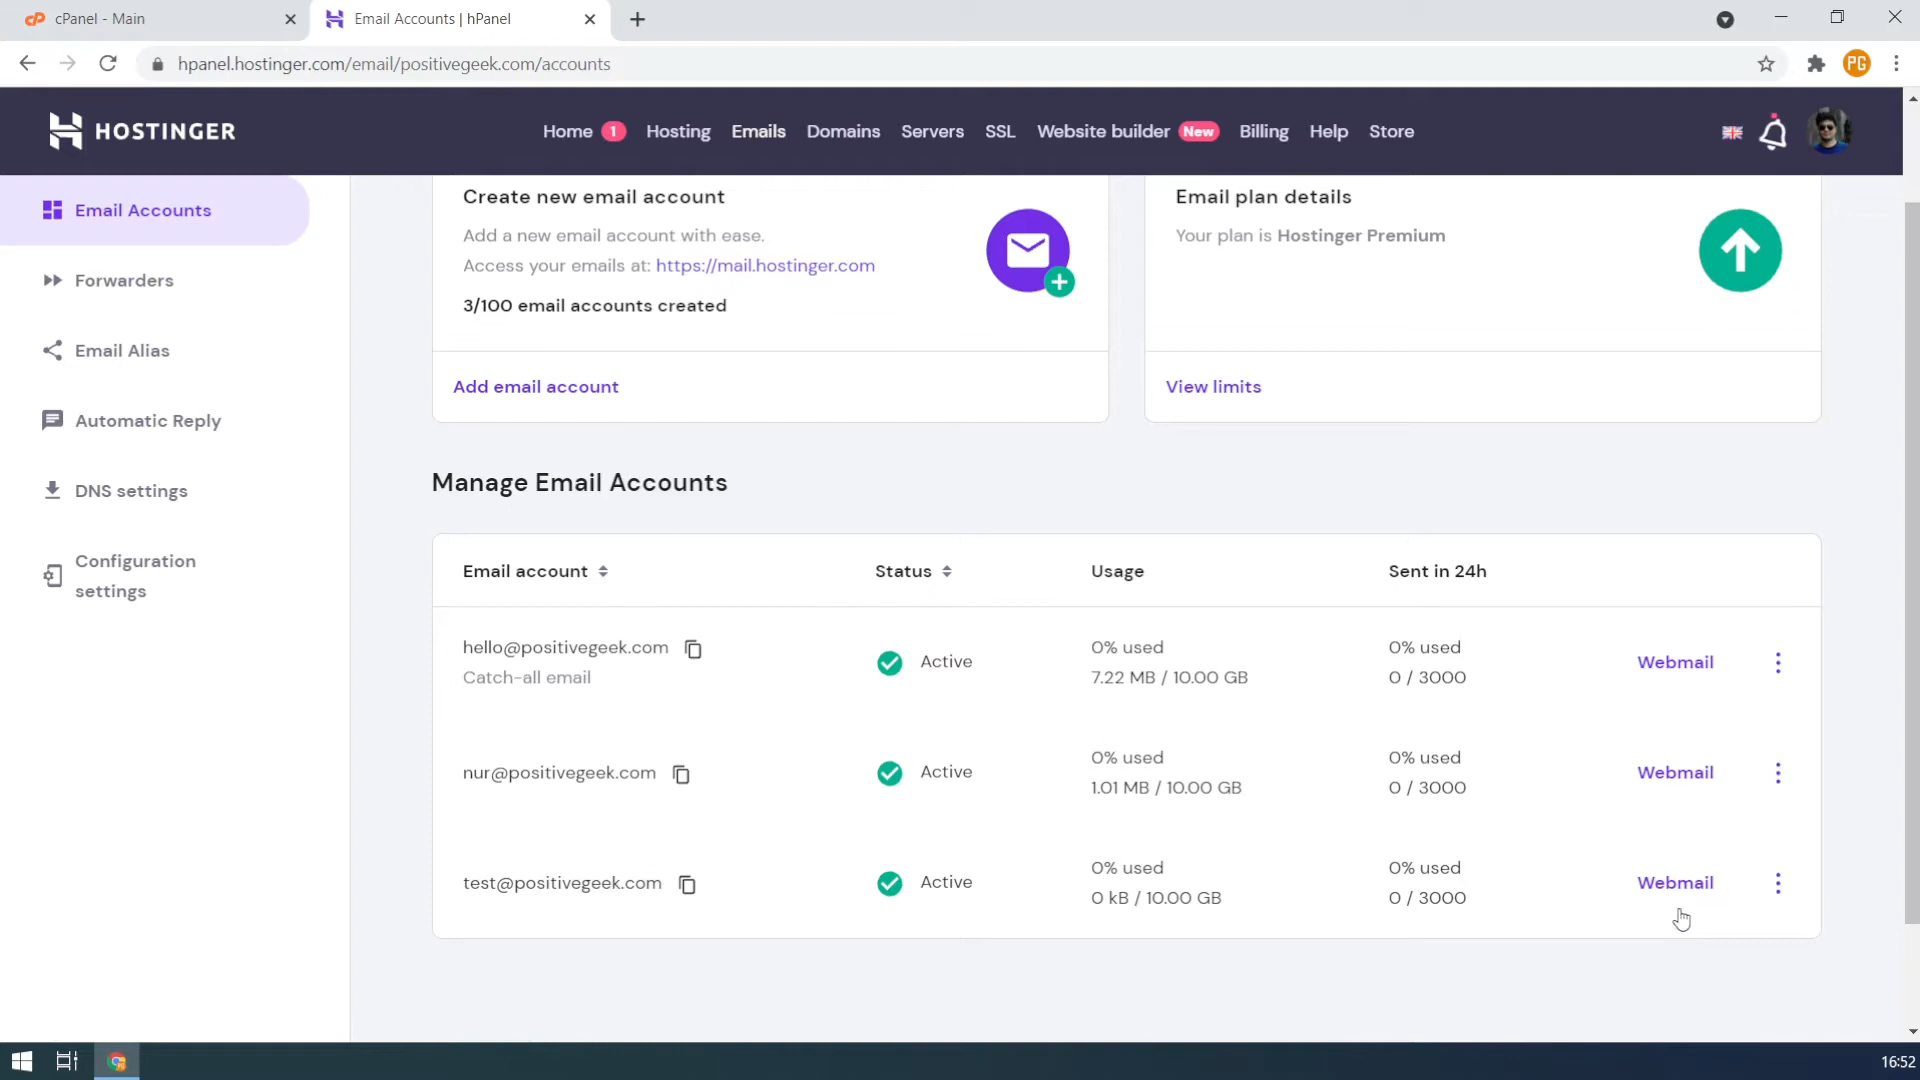 cPanel - Main
Email Accounts | hPanel
hpanel.hostinger.com/email/positivegeek.com/accounts
PG
HOSTINGER
Home 1 Hosting Emails Domains Servers SSL Website builder New Billing Help Store
Email Accounts
Forwarders
Email Alias
Automatic Reply
DNS settings
Configuration
settings
Create new email account
Add a new email account with ease.
Access your emails at: https://mail.hostinger.com
3/100 email accounts created
Add email account
Email plan details
Your plan is Hostinger Premium
View limits
Manage Email Accounts
Email account Status Usage Sent in 24h
hello@positivegeek.com
Catch-all email
Active
0% used
7.22 MB / 10.00 GB
0% used
0 / 3000
Webmail
nur@positivegeek.com
Active
0% used
1.01 MB / 10.00 GB
0% used
0 / 3000
Webmail
test@positivegeek.com
Active
0% used
0 kB / 10.00 GB
0% used
0 / 3000
Webmail
16:52